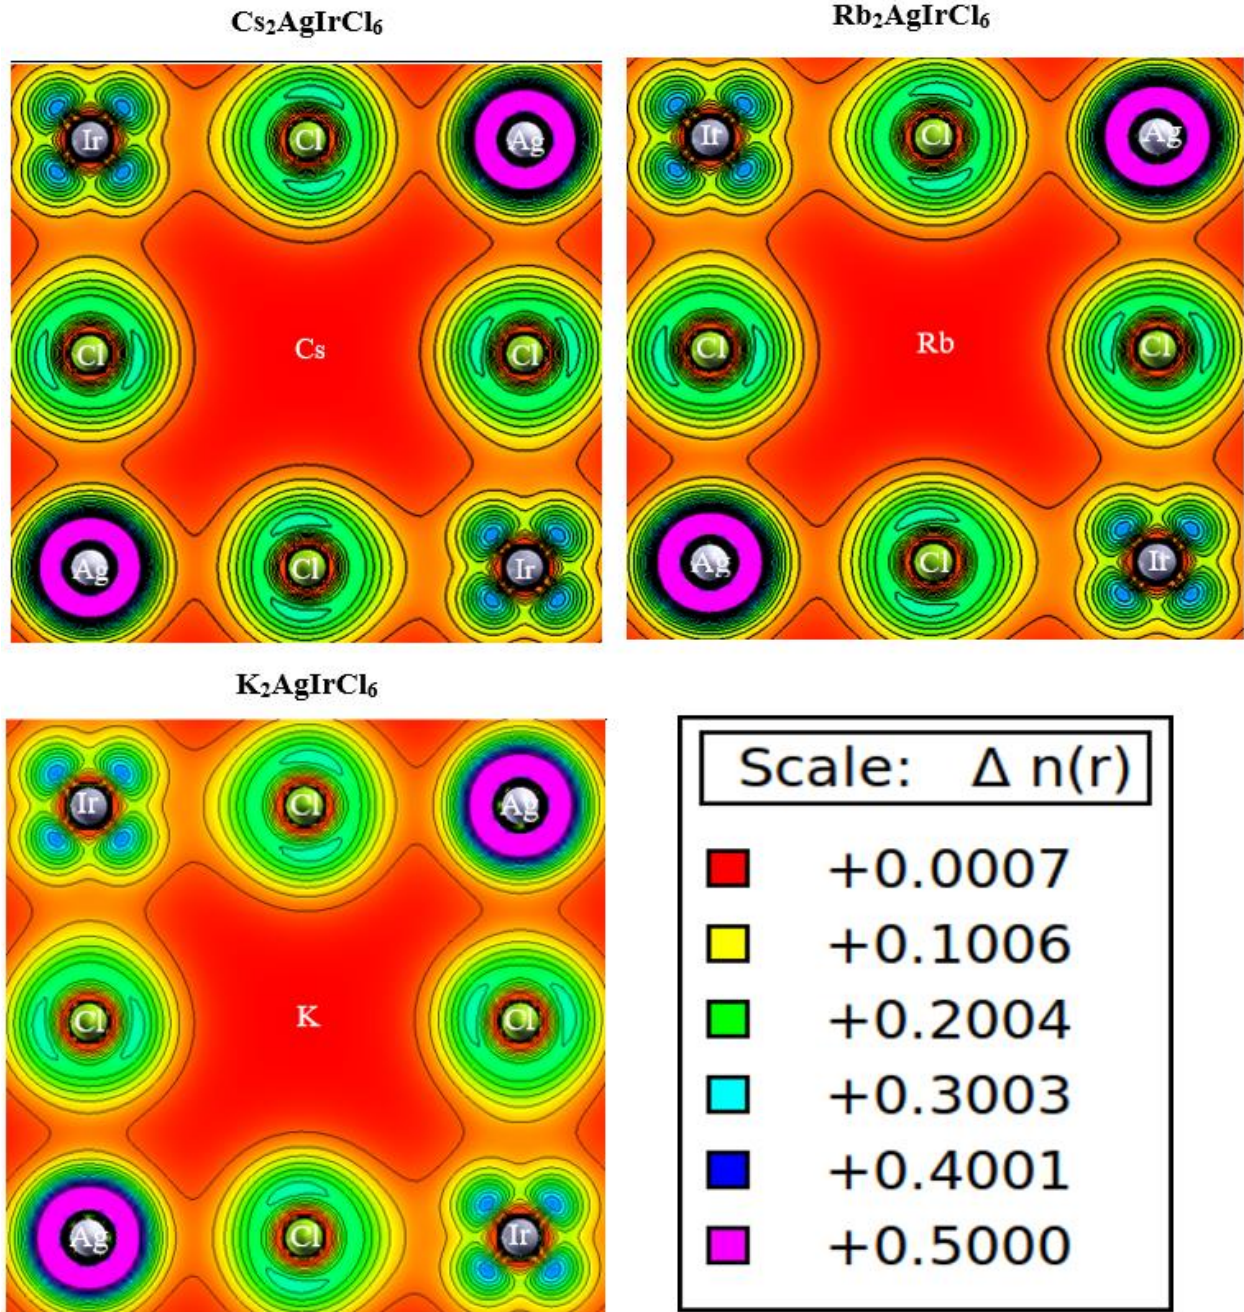 Cs₂AgIrCl₆
Rb₂AgIrCl₆
Ir Cl Ag
Ir Cl Ag
Cl Cs Cl
Cl Rb Cl
Ag Cl Ir
Ag Cl Ir
K₂AgIrCl₆
Ir Cl Ag
Cl K Cl
Ag Cl Ir
Scale: Δ n(r)
+0.0007
+0.1006
+0.2004
+0.3003
+0.4001
+0.5000